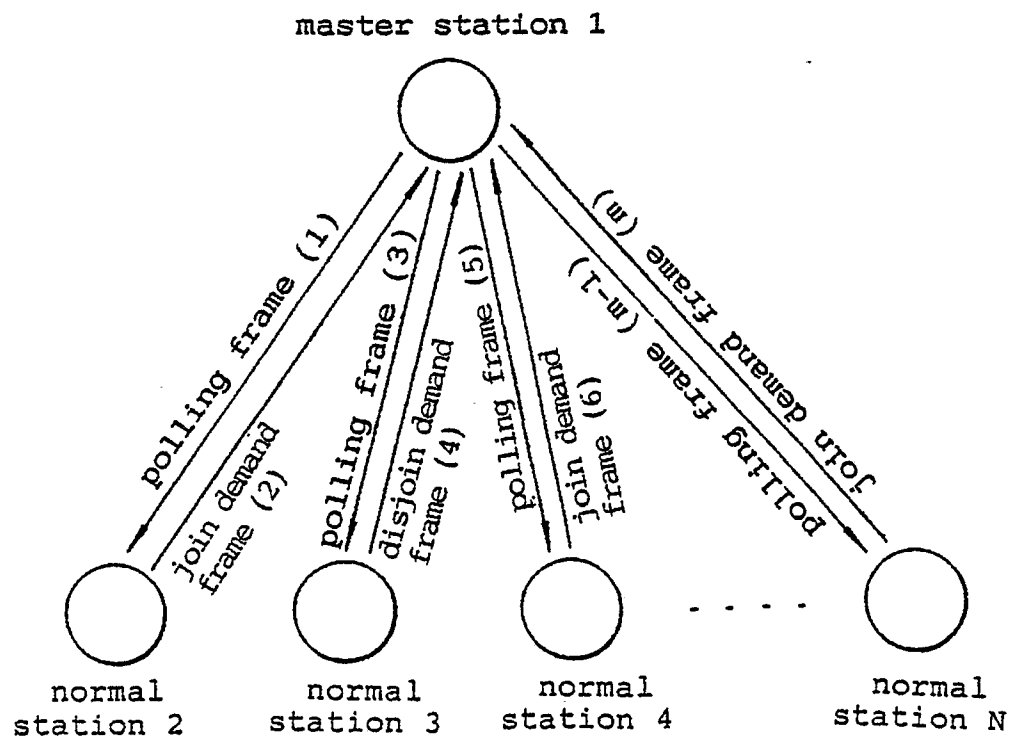 master station 1
polling frame (1)
join demand
frame (2)
polling frame (3)
disjoin demand
frame (4)
polling frame (5)
join demand
frame (6)
polling frame (m-1)
join demand frame (m)
normal
station 2
normal
station 3
normal
station 4
normal
station N